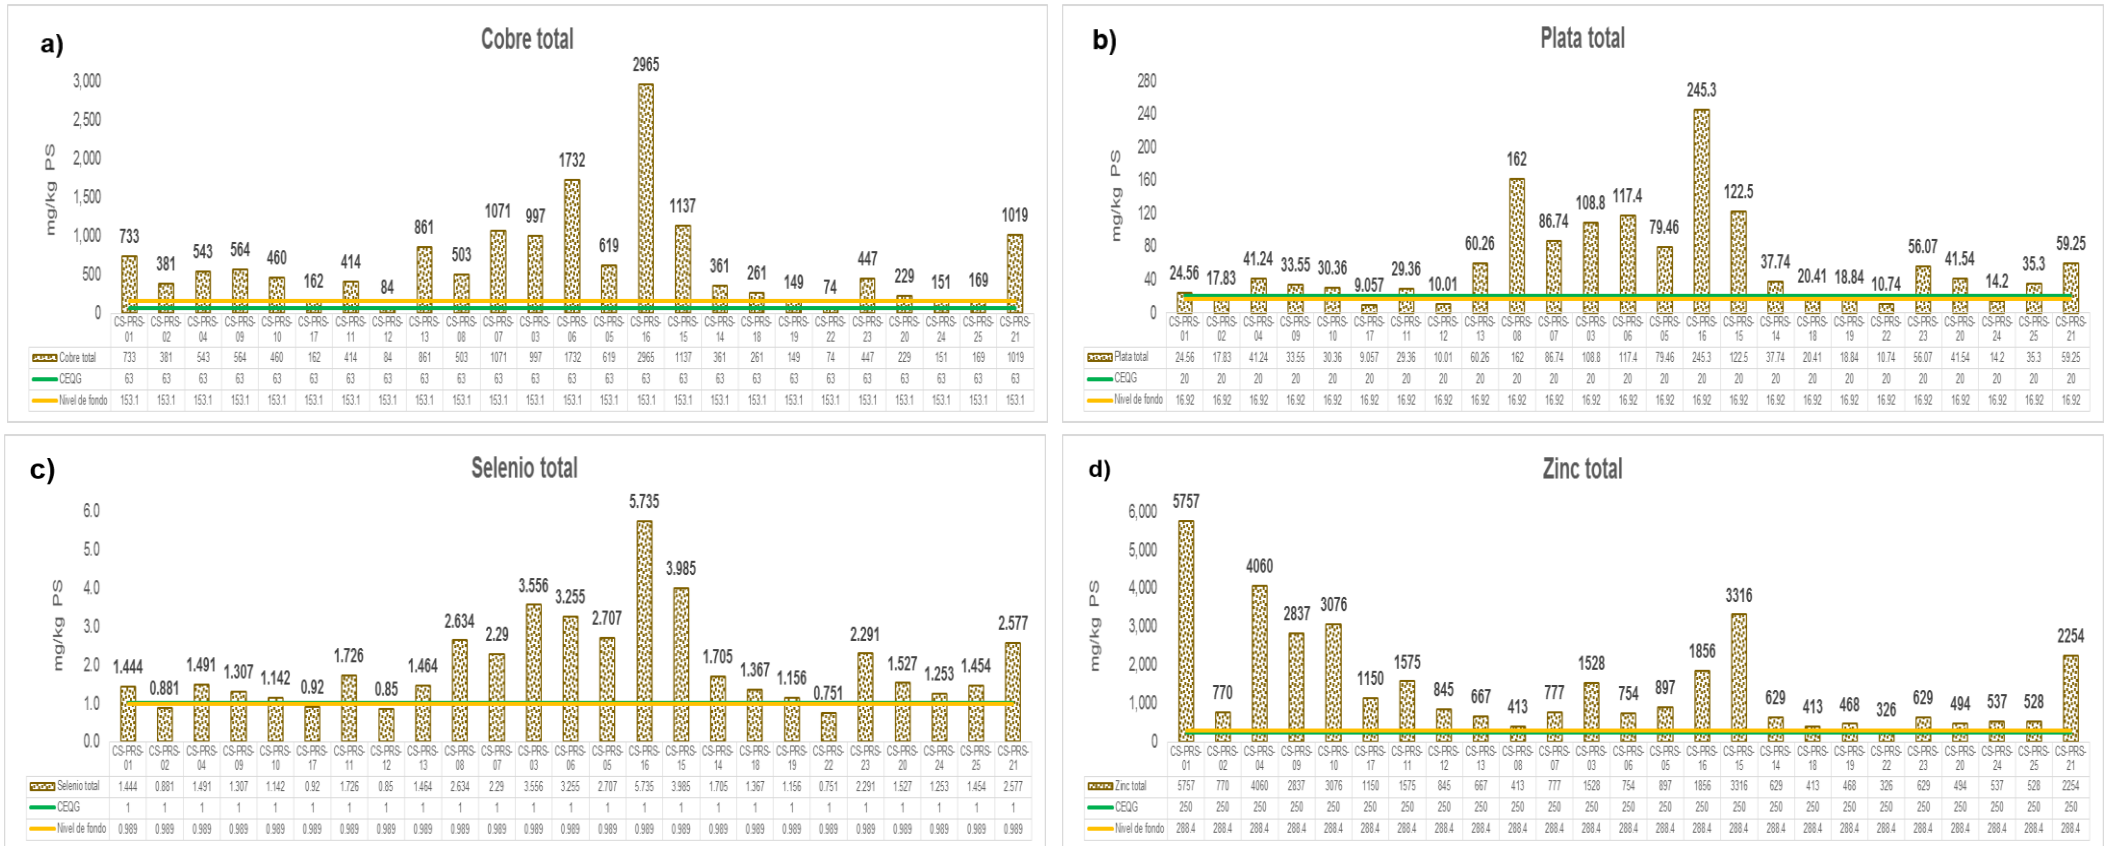 a)
Cobre total
mg/kg PS
3,000
2,500
2,000
1,500
1,000
500
0
733 381 543 564 460 162 414 84 861 503 1071 997 1732 619 2965 1137 361 261 149 74 447 229 151 169 1019
CS-PRS-01 CS-PRS-02 CS-PRS-04 CS-PRS-09 CS-PRS-10 CS-PRS-17 CS-PRS-11 CS-PRS-12 CS-PRS-13 CS-PRS-08 CS-PRS-07 CS-PRS-03 CS-PRS-06 CS-PRS-05 CS-PRS-16 CS-PRS-15 CS-PRS-14 CS-PRS-18 CS-PRS-19 CS-PRS-22 CS-PRS-23 CS-PRS-20 CS-PRS-24 CS-PRS-25 CS-PRS-21
Cobre total 733 381 543 564 460 162 414 84 861 503 1071 997 1732 619 2965 1137 361 261 149 74 447 229 151 169 1019
CEQG 63 63 63 63 63 63 63 63 63 63 63 63 63 63 63 63 63 63 63 63 63 63 63 63 63
Nivel de fondo 153.1 153.1 153.1 153.1 153.1 153.1 153.1 153.1 153.1 153.1 153.1 153.1 153.1 153.1 153.1 153.1 153.1 153.1 153.1 153.1 153.1 153.1 153.1 153.1 153.1
b)
Plata total
mg/kg PS
280
240
200
160
120
80
40
0
24.56 17.83 41.24 33.55 30.36 9.057 29.36 10.01 60.26 162 86.74 108.8 117.4 79.46 245.3 122.5 37.74 20.41 18.84 10.74 56.07 41.54 14.2 35.3 59.25
CS-PRS-01 CS-PRS-02 CS-PRS-04 CS-PRS-09 CS-PRS-10 CS-PRS-17 CS-PRS-11 CS-PRS-12 CS-PRS-13 CS-PRS-08 CS-PRS-07 CS-PRS-03 CS-PRS-06 CS-PRS-05 CS-PRS-16 CS-PRS-15 CS-PRS-14 CS-PRS-18 CS-PRS-19 CS-PRS-22 CS-PRS-23 CS-PRS-20 CS-PRS-24 CS-PRS-25 CS-PRS-21
Plata total 24.56 17.83 41.24 33.55 30.36 9.057 29.36 10.01 60.26 162 86.74 108.8 117.4 79.46 245.3 122.5 37.74 20.41 18.84 10.74 56.07 41.54 14.2 35.3 59.25
CEQG 20 20 20 20 20 20 20 20 20 20 20 20 20 20 20 20 20 20 20 20 20 20 20 20 20
Nivel de fondo 16.92 16.92 16.92 16.92 16.92 16.92 16.92 16.92 16.92 16.92 16.92 16.92 16.92 16.92 16.92 16.92 16.92 16.92 16.92 16.92 16.92 16.92 16.92 16.92 16.92
c)
Selenio total
mg/kg PS
6.0
5.0
4.0
3.0
2.0
1.0
0.0
1.444 0.881 1.491 1.307 1.142 0.92 1.726 0.85 1.464 2.634 2.29 3.556 3.255 2.707 5.735 3.985 1.705 1.367 1.156 0.751 2.291 1.527 1.253 1.454 2.577
CS-PRS-01 CS-PRS-02 CS-PRS-04 CS-PRS-09 CS-PRS-10 CS-PRS-17 CS-PRS-11 CS-PRS-12 CS-PRS-13 CS-PRS-08 CS-PRS-07 CS-PRS-03 CS-PRS-06 CS-PRS-05 CS-PRS-16 CS-PRS-15 CS-PRS-14 CS-PRS-18 CS-PRS-19 CS-PRS-22 CS-PRS-23 CS-PRS-20 CS-PRS-24 CS-PRS-25 CS-PRS-21
Selenio total 1.444 0.881 1.491 1.307 1.142 0.92 1.726 0.85 1.464 2.634 2.29 3.556 3.255 2.707 5.735 3.985 1.705 1.367 1.156 0.751 2.291 1.527 1.253 1.454 2.577
CEQG 1 1 1 1 1 1 1 1 1 1 1 1 1 1 1 1 1 1 1 1 1 1 1 1 1
Nivel de fondo 0.989 0.989 0.989 0.989 0.989 0.989 0.989 0.989 0.989 0.989 0.989 0.989 0.989 0.989 0.989 0.989 0.989 0.989 0.989 0.989 0.989 0.989 0.989 0.989 0.989
d)
Zinc total
mg/kg PS
6,000
5,000
4,000
3,000
2,000
1,000
0
5757 770 4060 2837 3076 1150 1575 845 667 413 777 1528 754 897 1856 3316 629 413 468 326 629 494 537 528 2254
CS-PRS-01 CS-PRS-02 CS-PRS-04 CS-PRS-09 CS-PRS-10 CS-PRS-17 CS-PRS-11 CS-PRS-12 CS-PRS-13 CS-PRS-08 CS-PRS-07 CS-PRS-03 CS-PRS-06 CS-PRS-05 CS-PRS-16 CS-PRS-15 CS-PRS-14 CS-PRS-18 CS-PRS-19 CS-PRS-22 CS-PRS-23 CS-PRS-20 CS-PRS-24 CS-PRS-25 CS-PRS-21
Zinc total 5757 770 4060 2837 3076 1150 1575 845 667 413 777 1528 754 897 1856 3316 629 413 468 326 629 494 537 528 2254
CEQG 250 250 250 250 250 250 250 250 250 250 250 250 250 250 250 250 250 250 250 250 250 250 250 250 250
Nivel de fondo 288.4 288.4 288.4 288.4 288.4 288.4 288.4 288.4 288.4 288.4 288.4 288.4 288.4 288.4 288.4 288.4 288.4 288.4 288.4 288.4 288.4 288.4 288.4 288.4 288.4